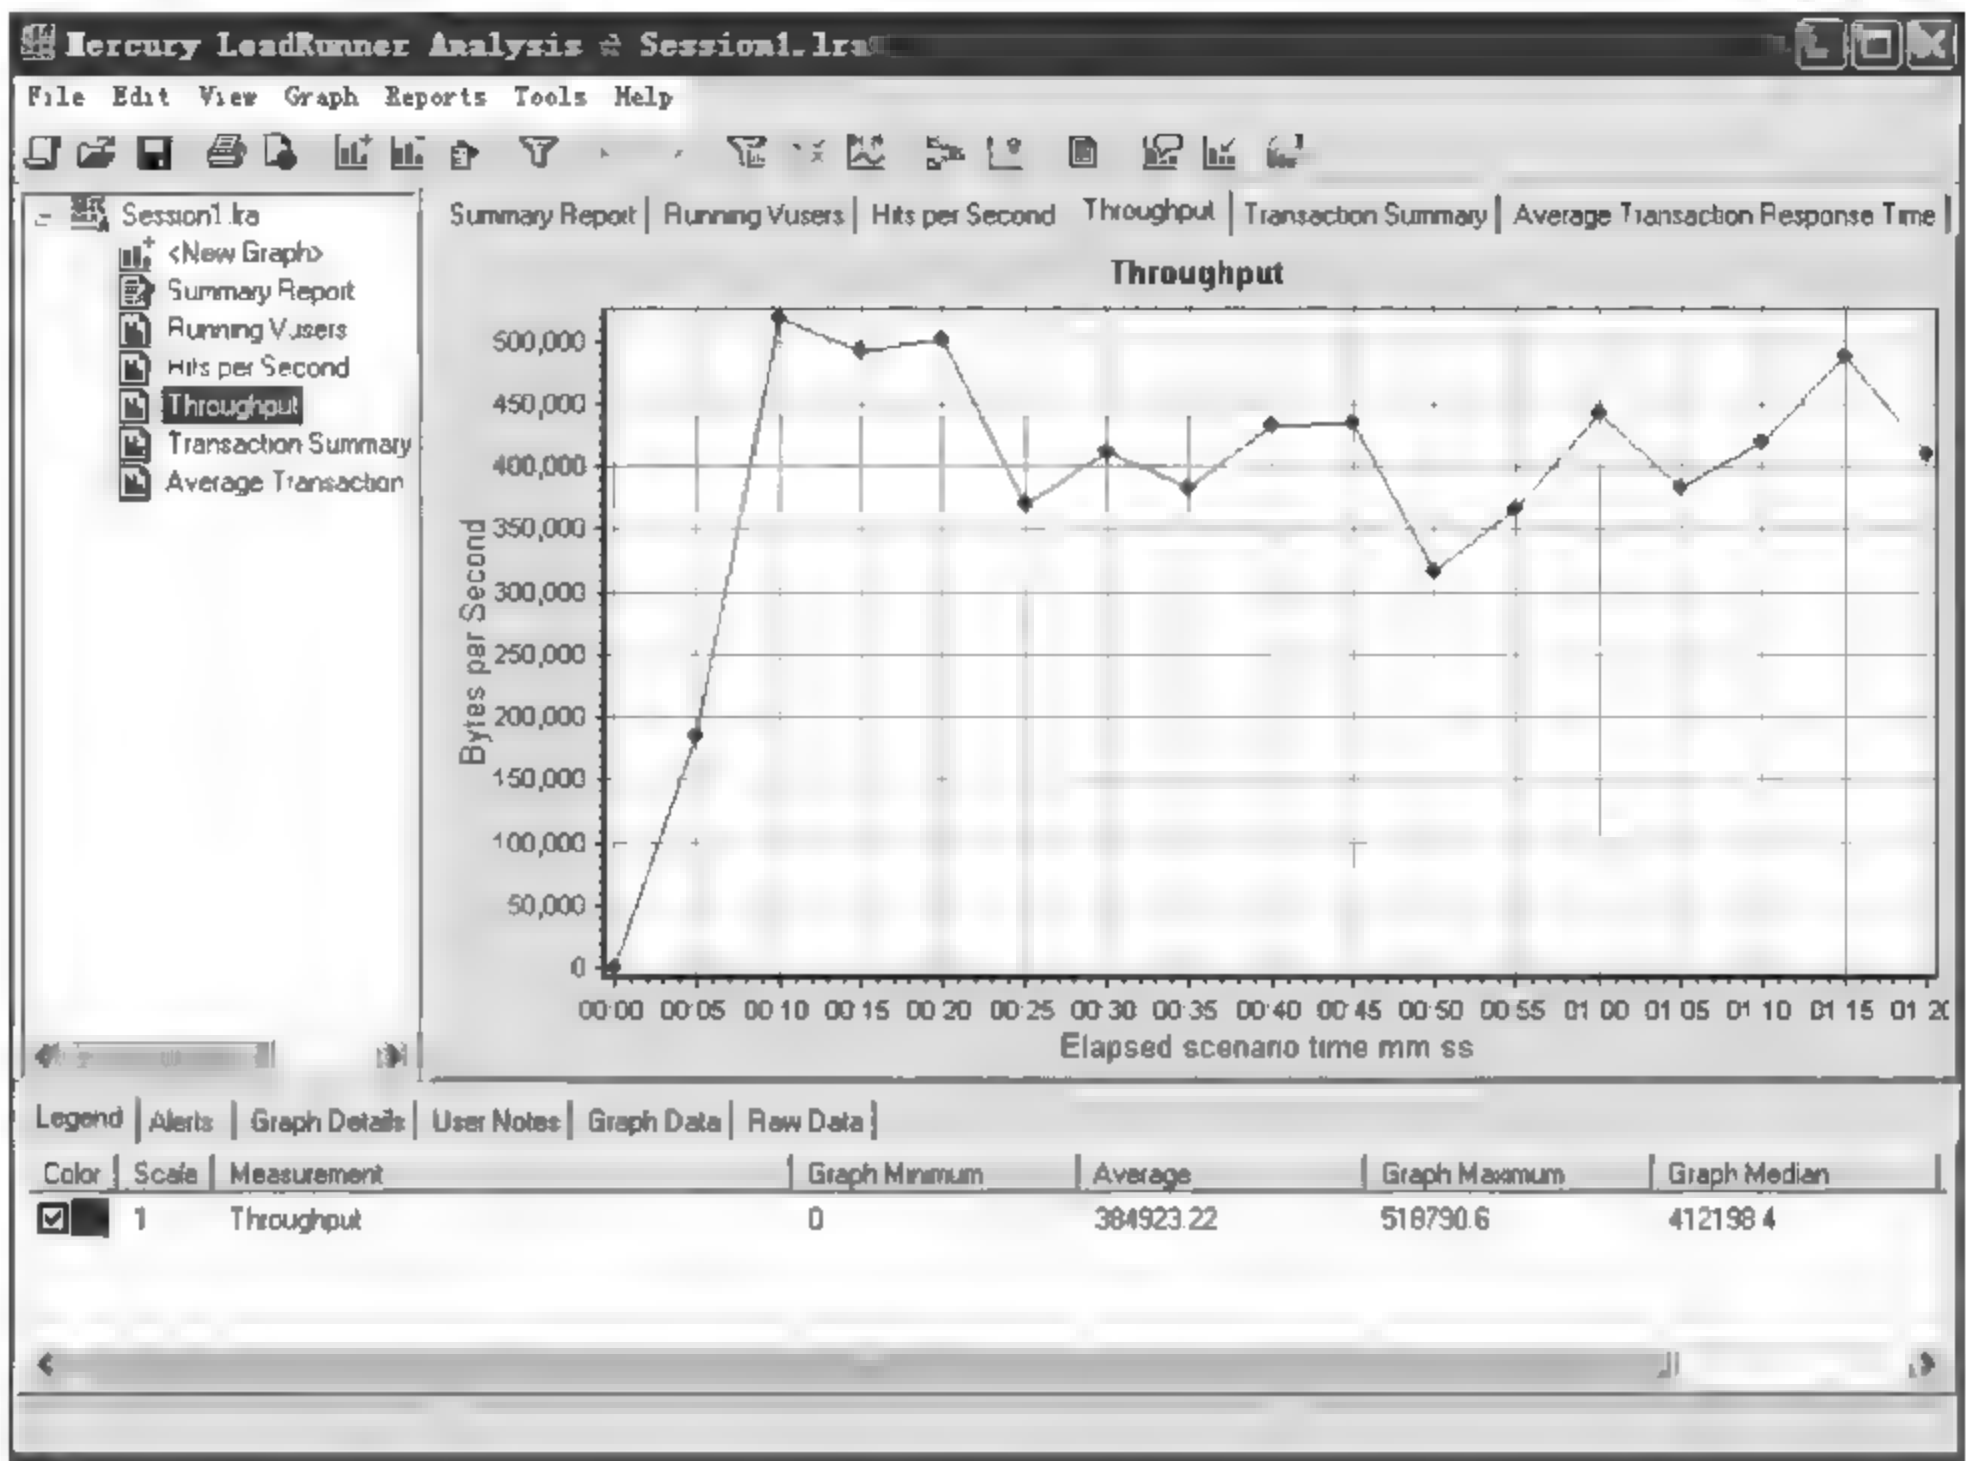 Mercury LoadRunner Analysis - Session1.lra
File Edit View Graph Reports Tools Help
Session1.lra
<New Graph>
Summary Report
Running Vusers
Hits per Second
Throughput
Transaction Summary
Average Transaction
Summary Report Running Vusers Hits per Second Throughput Transaction Summary Average Transaction Response Time
Throughput
Bytes per Second
500,000
450,000
400,000
350,000
300,000
250,000
200,000
150,000
100,000
50,000
0
00:00 00:05 00:10 00:15 00:20 00:25 00:30 00:35 00:40 00:45 00:50 00:55 01:00 01:05 01:10 01:15 01:20
Elapsed scenario time mm:ss
Legend Alerts Graph Details User Notes Graph Data Raw Data
Color Scale Measurement Graph Minimum Average Graph Maximum Graph Median
1 Throughput 0 384923.22 518790.6 412198.4